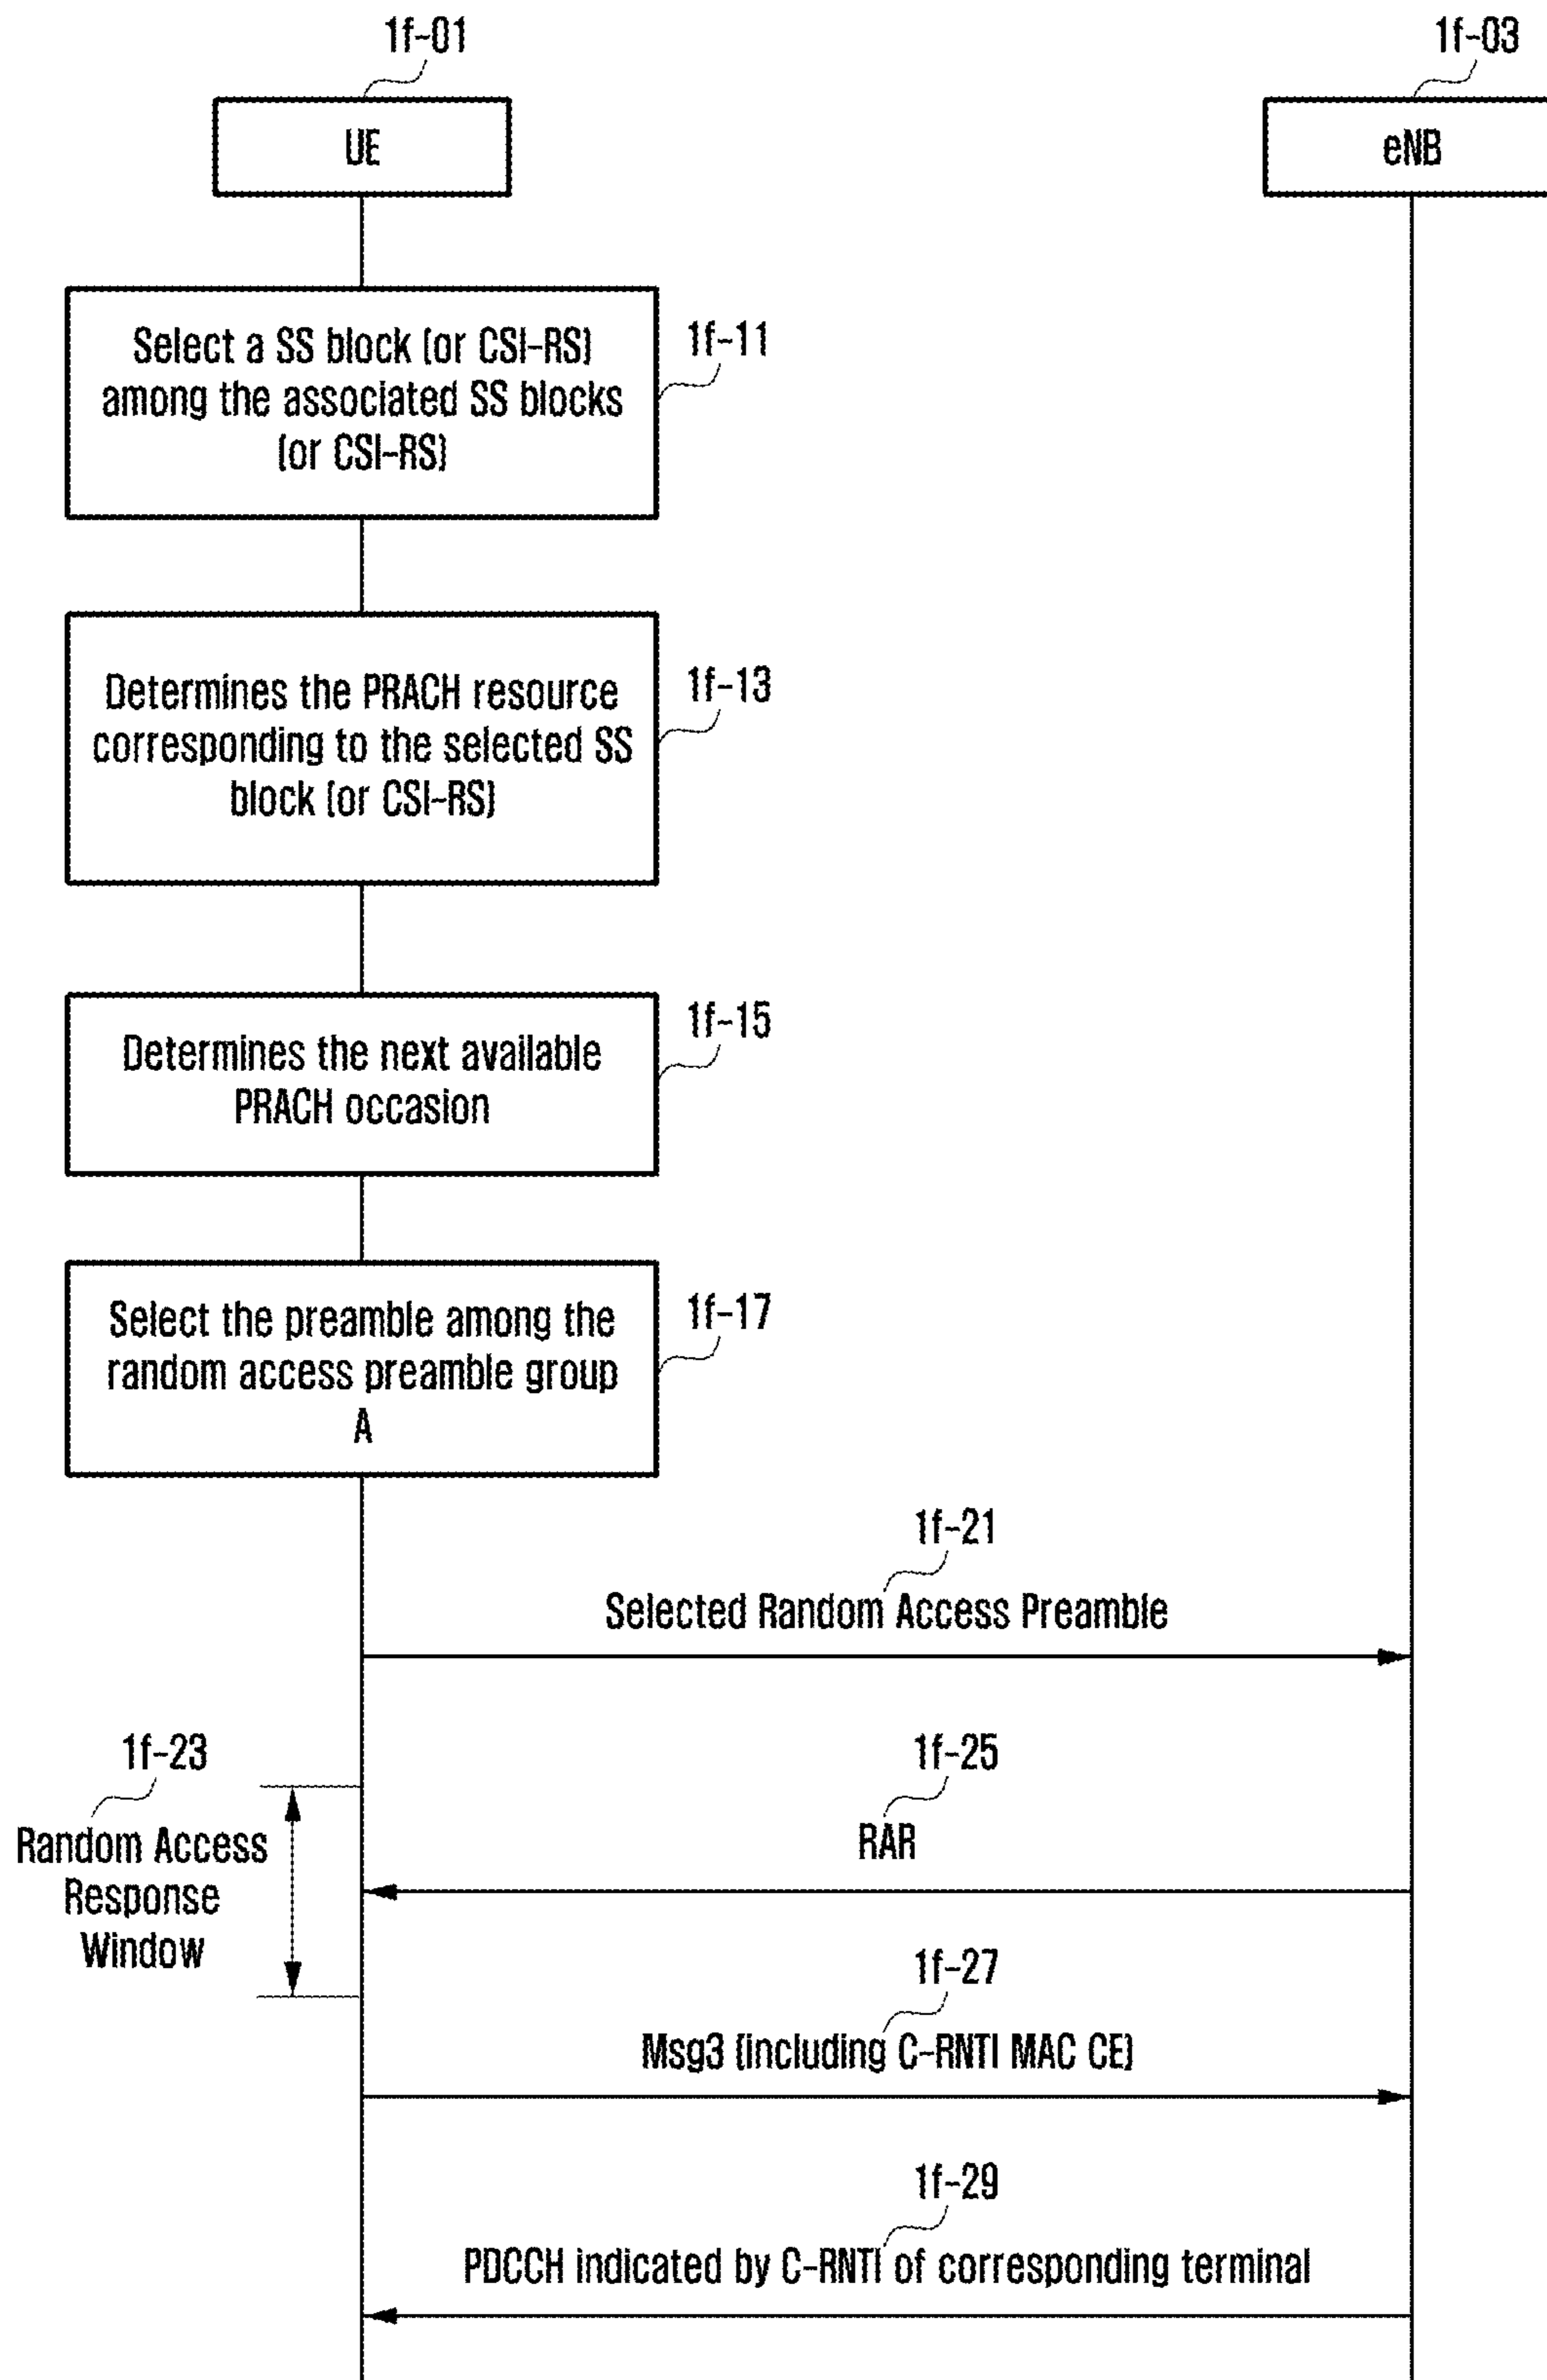 1f-01
1f-03
UE
eNB
Select a SS block (or CSI-RS)
among the associated SS blocks
(or CSI-RS)
1f-11
Determines the PRACH resource
corresponding to the selected SS
block (or CSI-RS)
1f-13
Determines the next available
PRACH occasion
1f-15
Select the preamble among the
random access preamble group
A
1f-17
1f-21
Selected Random Access Preamble
1f-23
Random Access
Response
Window
1f-25
RAR
1f-27
Msg3 (including C-RNTI MAC CE)
1f-29
PDCCH indicated by C-RNTI of corresponding terminal